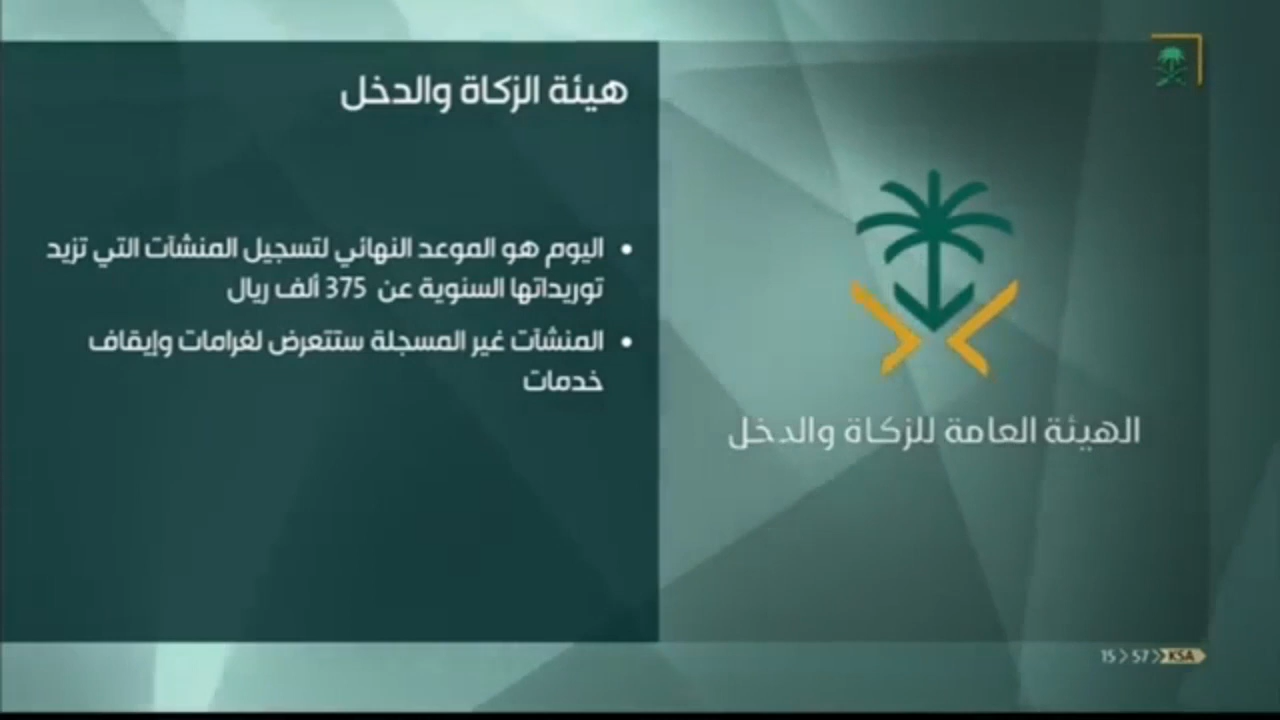 هيئة الزكاة والدخل
• اليوم هو الموعد النهائي لتسجيل المنشآت التي تزيد
توريداتها السنوية عن 375 ألف ريال
• المنشآت غير المسجلة ستتعرض لغرامات وإيقاف
خدمات
الهيئة العامة للزكاة والدخل
15>57 KSA